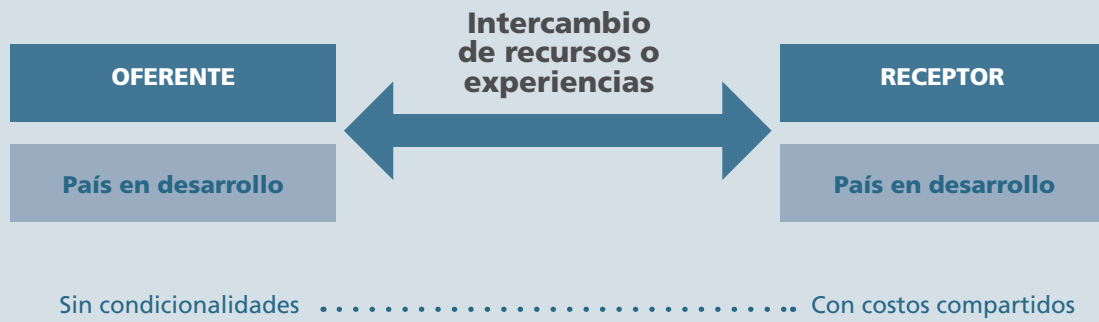 Intercambio
de recursos o
experiencias
OFERENTE
RECEPTOR
País en desarrollo
País en desarrollo
Sin condicionalidades
Con costos compartidos